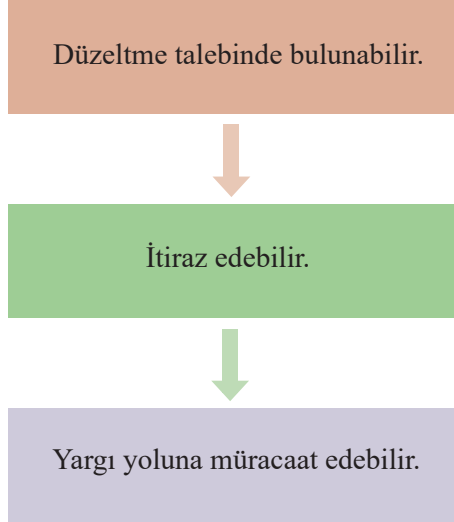 Düzeltme talebinde bulunabilir.
İtiraz edebilir.
Yargı yoluna müracaat edebilir.